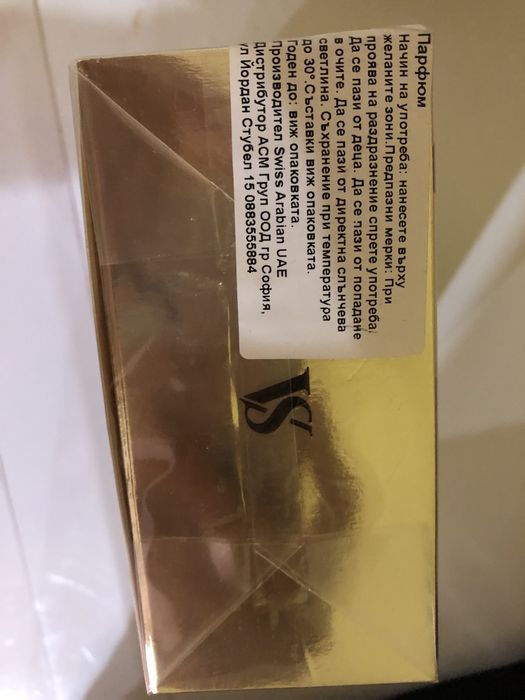 Парфюм
Начин на употреба: нанесете върху
желаните зони.Предпазни мерки: При
проява на раздразнение спрете употреба.
Да се пази от деца. Да се пази от попадане
в очите. Да се пази от директна слънчева
светлина. Съхранение при температура
до 30°.Съставки виж опаковката.
Годен до: виж опаковката.
Производител Swiss Arabian UAE
Дистрибутор АСМ Груп ООД гр София,
ул Йордан Стубел 15 0883555884